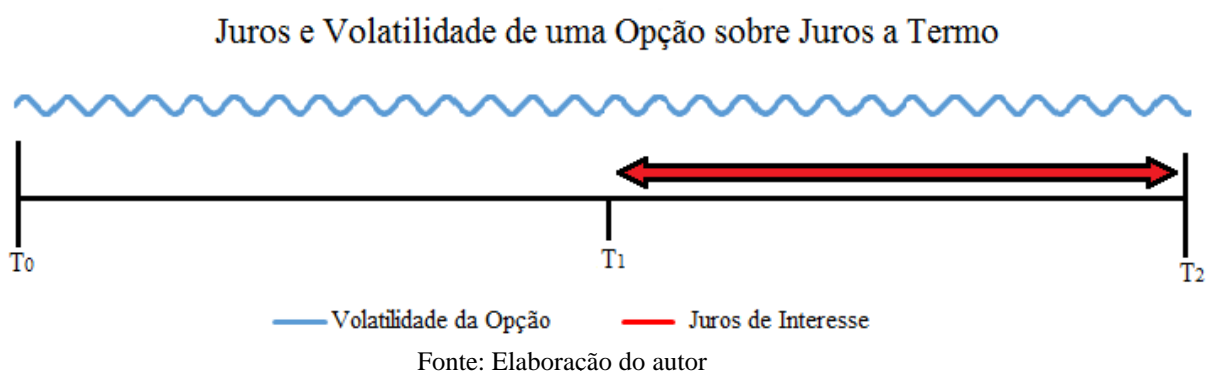 Juros e Volatilidade de uma Opção sobre Juros a Termo
T0
T1
T2
Volatilidade da Opção
Juros de Interesse
Fonte: Elaboração do autor